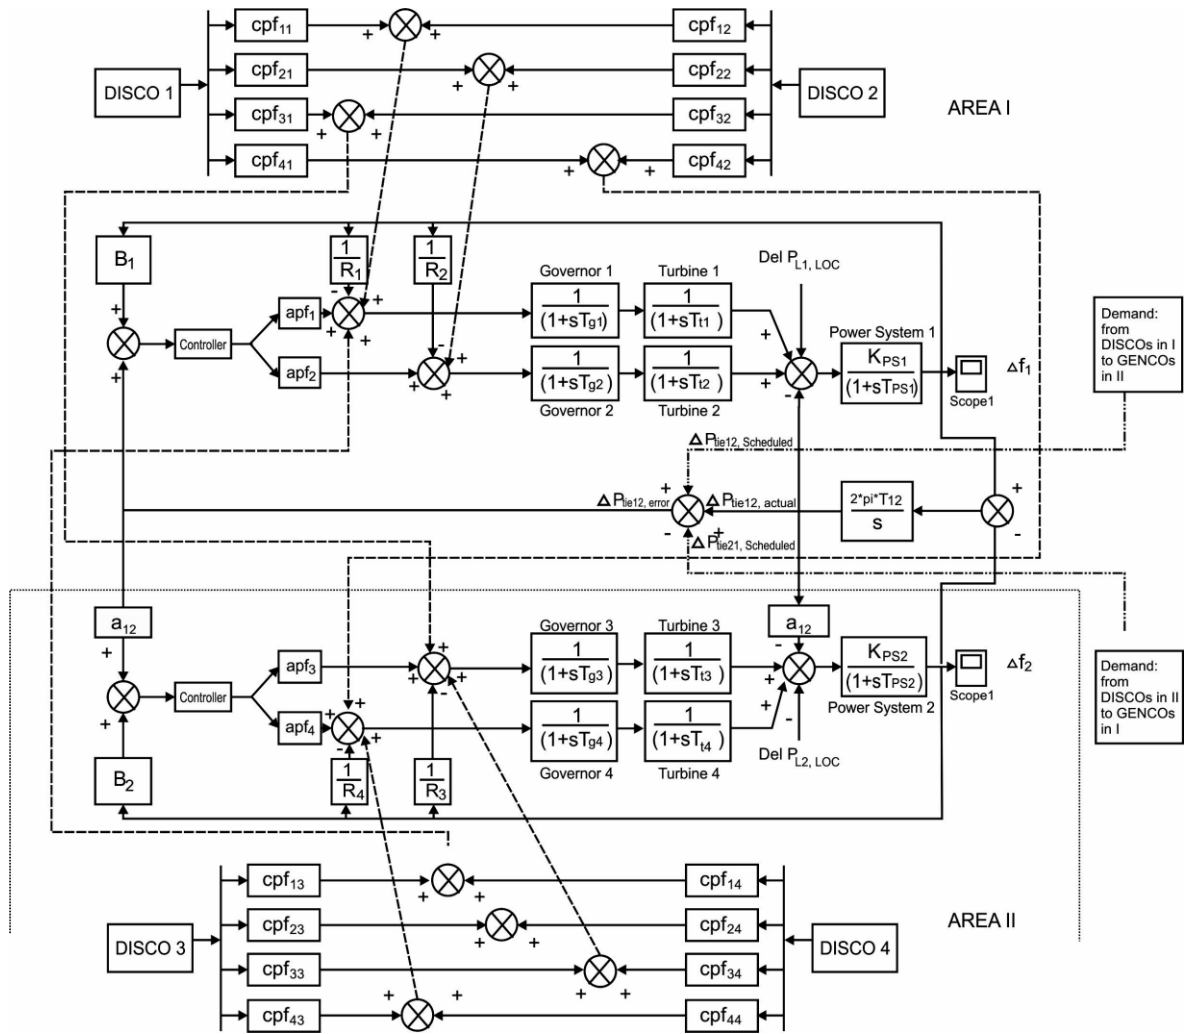 cpf11
+
+
cpf12
cpf21
+
+
cpf22
DISCO 1
DISCO 2
AREA I
cpf31
+
+
cpf32
cpf41
+
+
cpf42
B1
1
R1
1
R2
Del PL1, LOC
Governor 1
Turbine 1
+
-
+
apf1
+
+
1
(1+sTg1)
1
(1+sTt1)
+
Power System 1
Controller
KPS1
(1+sTPS1)
Δf1
Scope1
Demand:
from
DISCOs in I
to GENCOs
in II
+
apf2
-
+
+
+
1
(1+sTg2)
1
(1+sTt2)
+
-
Governor 2
Turbine 2
Δ Ptie12, Scheduled
+
Δ Ptie12, error
Δ Ptie12, actual
2*pi*T12
s
+
-
-
+
Δ Ptie21, Scheduled
a12
+
a12
-
Governor 3
Turbine 3
apf3
+
+
+
-
1
(1+sTg3)
1
(1+sTt3)
+
KPS2
(1+sTPS2)
Δf2
Scope1
Power System 2
Controller
+
Demand:
from
DISCOs in II
to GENCOs
in I
apf4
+
+
+
-
1
(1+sTg4)
1
(1+sTt4)
+
-
Governor 4
Turbine 4
Del PL2, LOC
B2
1
R4
1
R3
cpf13
+
+
cpf14
cpf23
+
+
cpf24
AREA II
DISCO 3
DISCO 4
cpf33
+
+
cpf34
cpf43
+
+
cpf44